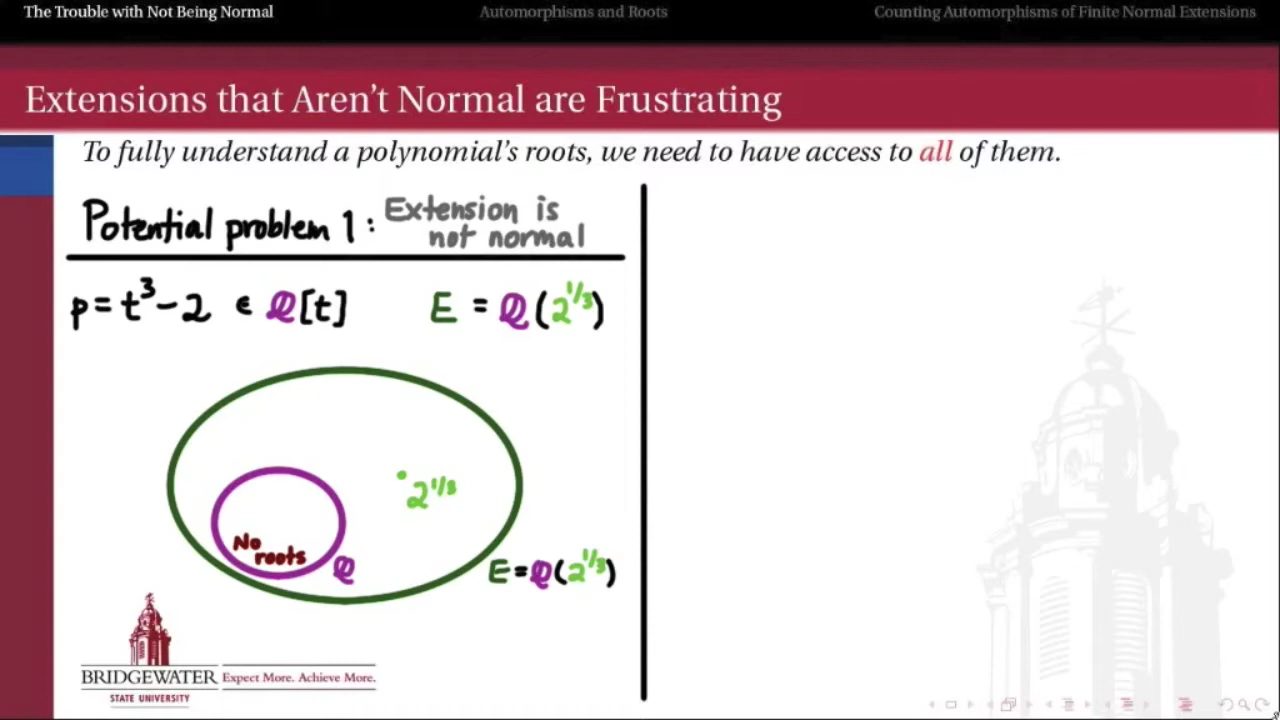 The Trouble with Not Being Normal Automorphisms and Roots Counting Automorphisms of Finite Normal Extensions
Extensions that Aren't Normal are Frustrating
To fully understand a polynomial's roots, we need to have access to all of them.
Potential problem 1: Extension is
not normal
p = t³ - 2 ∈ ℚ[t] E = ℚ(2^{1/3})
2^{1/3}
No
roots
ℚ
E = ℚ(2^{1/3})
BRIDGEWATER
STATE UNIVERSITY
Expect More. Achieve More.